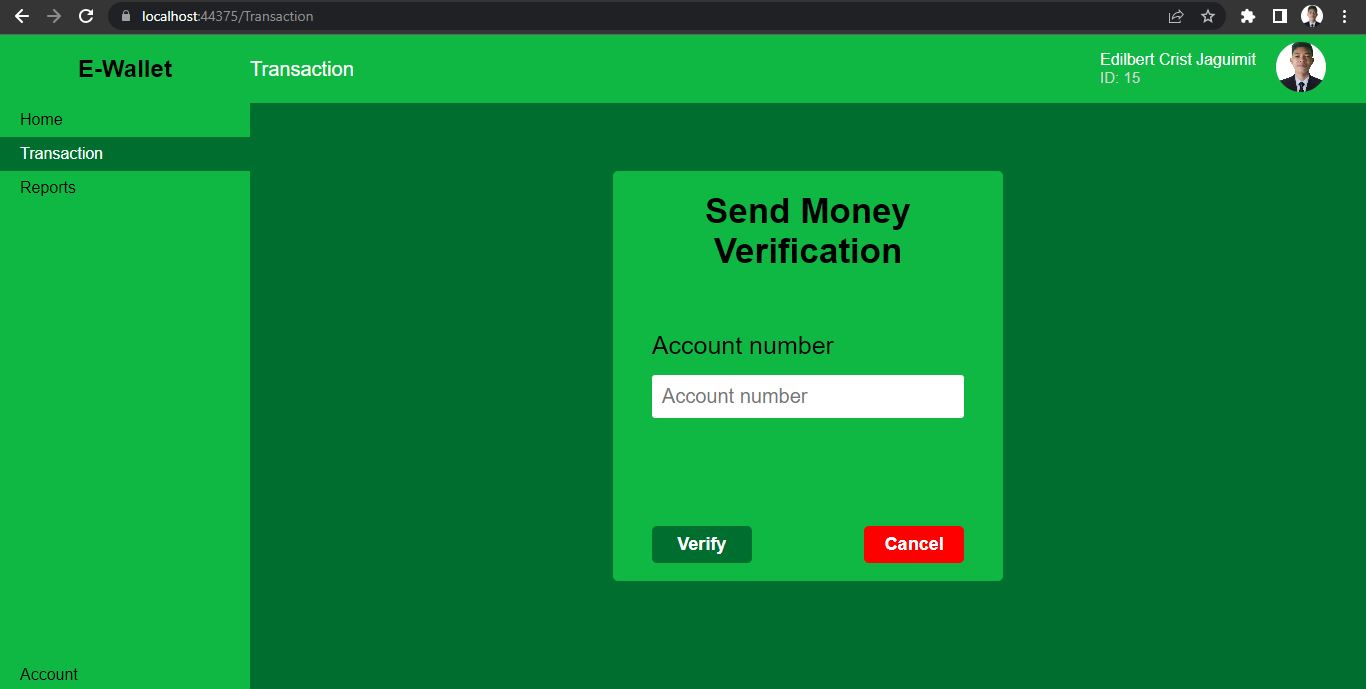 localhost:44375/Transaction
E-Wallet
Transaction
Edilbert Crist Jaguimit
ID: 15
Home
Transaction
Reports
Send Money
Verification
Account number
Account number
Verify
Cancel
Account